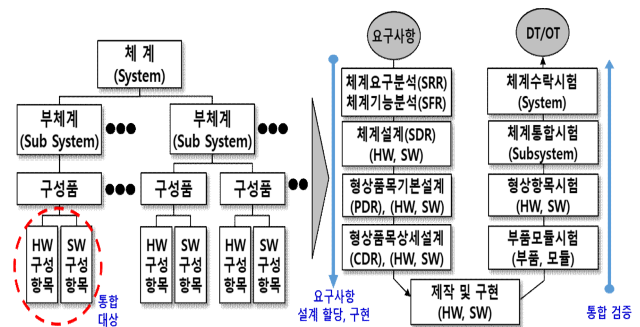 체 계
(System)
부체계
(Sub System)
부체계
(Sub System)
구성품
구성품
구성품
HW
구성
항목
SW
구성
항목
HW
구성
항목
SW
구성
항목
HW
구성
항목
SW
구성
항목
통합
대상
요구사항
체계요구분석(SRR)
체계기능분석(SFR)
체계설계(SDR)
(HW, SW)
형상품목기본설계
(PDR), (HW, SW)
형상품목상세설계
(CDR), (HW, SW)
요구사항
설계 할당, 구현
제작 및 구현
(HW, SW)
DT/OT
체계수락시험
(System)
체계통합시험
(Subsystem)
형상항목시험
(HW, SW)
부품모듈시험
(부품, 모듈)
통합 검증